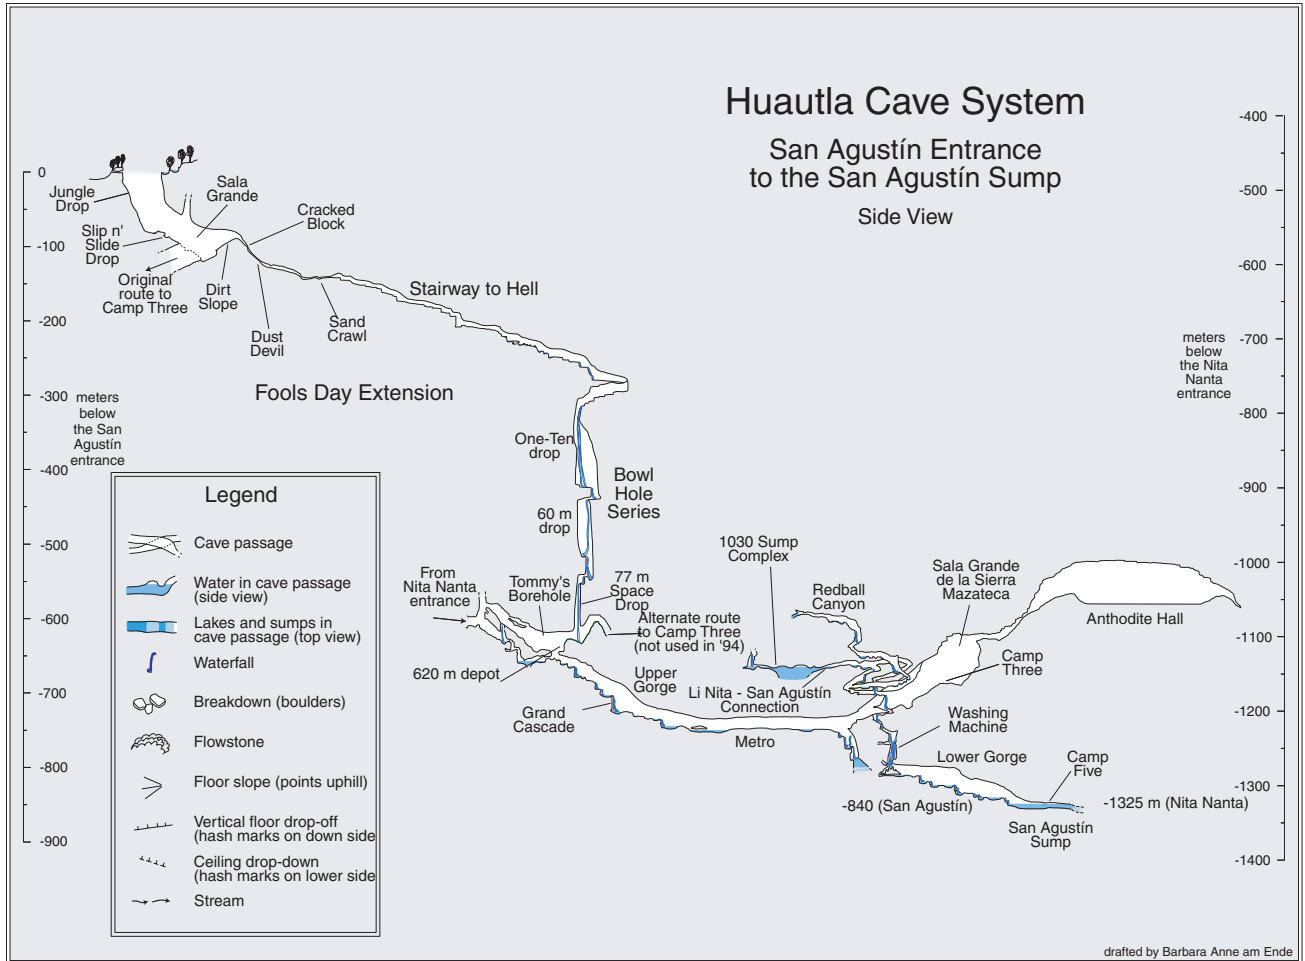 Huautla Cave System
San Agustín Entrance
to the San Agustín Sump
Side View
0
-100
-200
-300
-400
-500
-600
-700
-800
-900
meters
below
the San
Agustín
entrance
-400
-500
-600
-700
-800
-900
-1000
-1100
-1200
-1300
-1400
meters
below
the Nita
Nanta
entrance
Jungle
Drop
Sala
Grande
Slip n'
Slide
Drop
Cracked
Block
Original
route to
Camp Three
Dirt
Slope
Dust
Devil
Sand
Crawl
Stairway to Hell
Fools Day Extension
One-Ten
drop
Bowl
Hole
Series
60 m
drop
From
Nita Nanta
entrance
Tommy's
Borehole
77 m
Space
Drop
Alternate route
to Camp Three
(not used in '94)
620 m depot
Upper
Gorge
Grand
Cascade
Metro
1030 Sump
Complex
Redball
Canyon
Li Nita - San Agustín
Connection
Sala Grande
de la Sierra
Mazateca
Anthodite Hall
Camp
Three
Washing
Machine
Lower Gorge
Camp
Five
-840 (San Agustín)
-1325 m (Nita Nanta)
San Agustín
Sump
Legend
Cave passage
Water in cave passage
(side view)
Lakes and sumps in
cave passage (top view)
Waterfall
Breakdown (boulders)
Flowstone
Floor slope (points uphill)
Vertical floor drop-off
(hash marks on down side
Ceiling drop-down
(hash marks on lower side
Stream
drafted by Barbara Anne am Ende